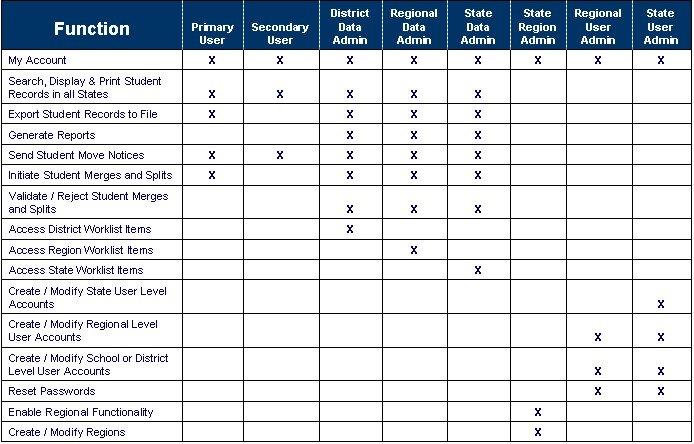 Function Primary User Secondary User District Data Admin Regional Data Admin State Data Admin State Region Admin Regional User Admin State User Admin
My Account X X X X X X X X
Search, Display & Print Student
Records in all States X X X X X
Export Student Records to File X X X X
Generate Reports X X X
Send Student Move Notices X X X X X
Initiate Student Merges and Splits X X X X
Validate / Reject Student Merges
and Splits X X X
Access District Worklist Items X
Access Region Worklist Items X
Access State Worklist Items X
Create / Modify State User Level
Accounts X
Create / Modify Regional Level
User Accounts X X
Create / Modify School or District
Level User Accounts X X
Reset Passwords X X
Enable Regional Functionality X
Create / Modify Regions X